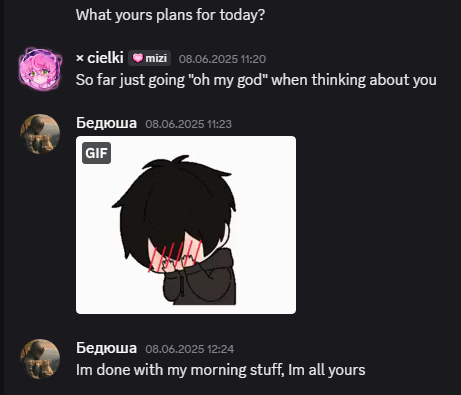 What yours plans for today?
× cielki mizi 08.06.2025 11:20
So far just going "oh my god" when thinking about you
Бедюша 08.06.2025 11:23
GIF
Бедюша 08.06.2025 12:24
Im done with my morning stuff, Im all yours